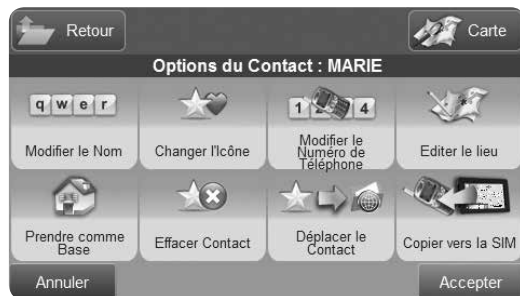 Retour
Carte
Options du Contact : MARIE
q w e r
1 2 4
Modifier le Nom
Changer l'Icône
Modifier le
Numéro de
Téléphone
Editer le lieu
Prendre comme
Base
Effacer Contact
Déplacer le
Contact
Copier vers la SIM
Annuler
Accepter